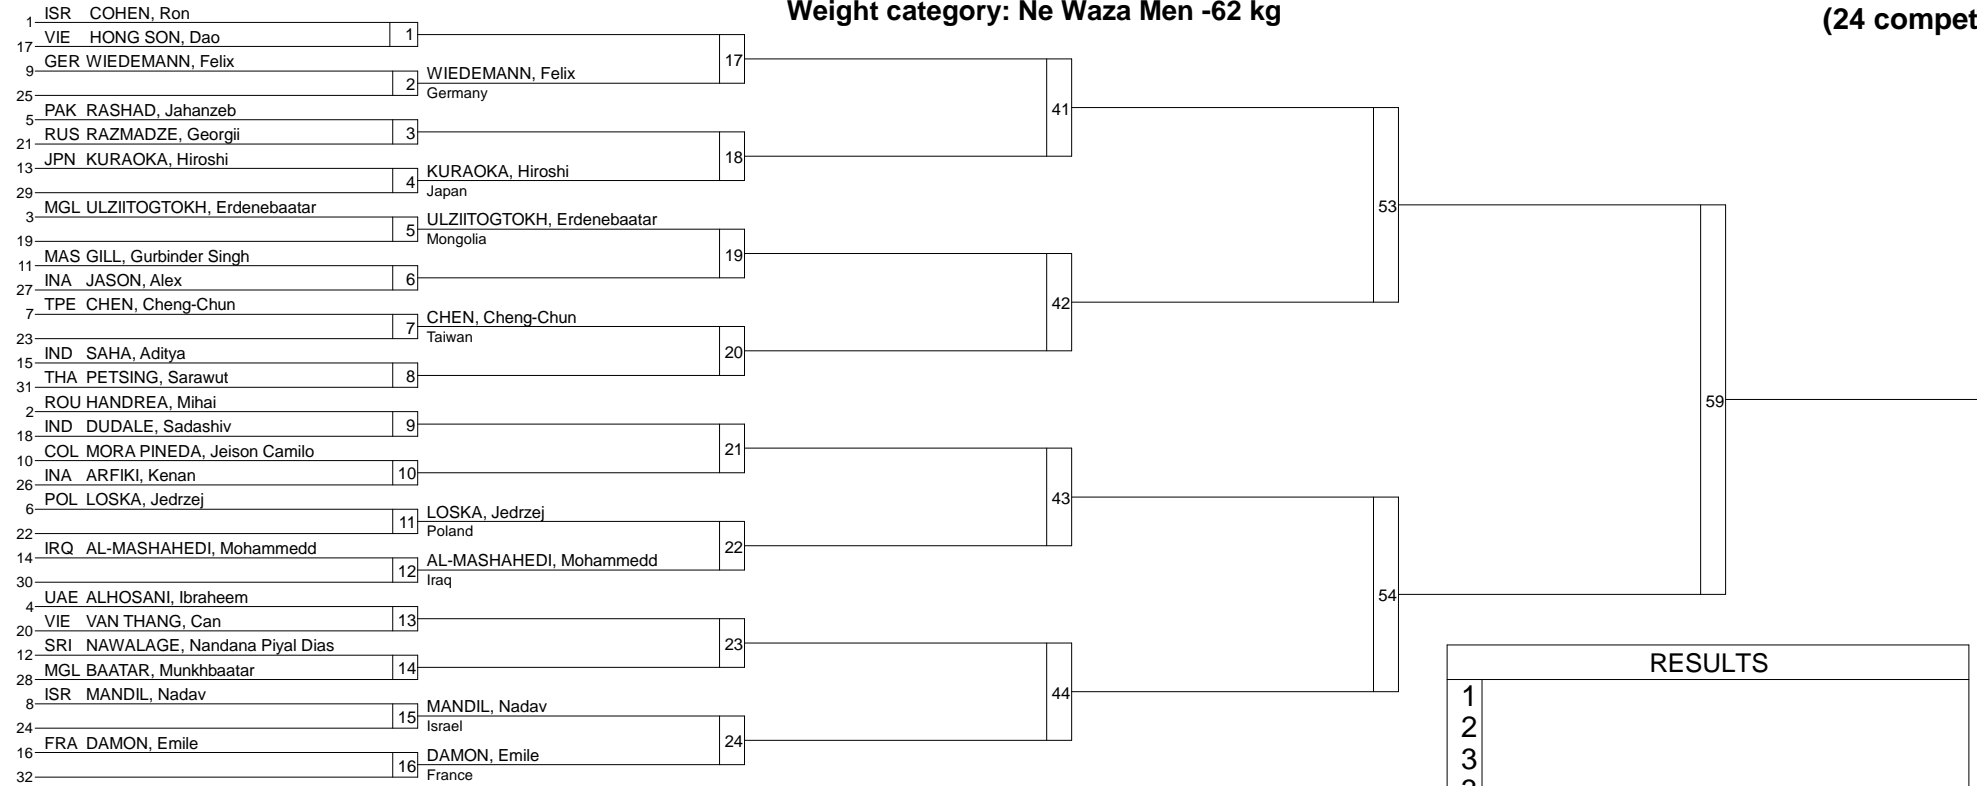 Weight category: Ne Waza Men -62 kg
(24 compet
1 ISR COHEN, Ron
17 VIE HONG SON, Dao
1
9 GER WIEDEMANN, Felix
25
2
WIEDEMANN, Felix
Germany
17
5 PAK RASHAD, Jahanzeb
21 RUS RAZMADZE, Georgii
3
13 JPN KURAOKA, Hiroshi
29
4
KURAOKA, Hiroshi
Japan
18
41
3 MGL ULZIITOGTOKH, Erdenebaatar
19
5
ULZIITOGTOKH, Erdenebaatar
Mongolia
11 MAS GILL, Gurbinder Singh
27 INA JASON, Alex
6
19
7 TPE CHEN, Cheng-Chun
23
7
CHEN, Cheng-Chun
Taiwan
15 IND SAHA, Aditya
31 THA PETSING, Sarawut
8
20
42
53
2 ROU HANDREA, Mihai
18 IND DUDALE, Sadashiv
9
10 COL MORA PINEDA, Jeison Camilo
26 INA ARFIKI, Kenan
10
21
6 POL LOSKA, Jedrzej
22
11
LOSKA, Jedrzej
Poland
14 IRQ AL-MASHAHEDI, Mohammedd
30
12
AL-MASHAHEDI, Mohammedd
Iraq
22
43
4 UAE ALHOSANI, Ibraheem
20 VIE VAN THANG, Can
13
12 SRI NAWALAGE, Nandana Piyal Dias
28 MGL BAATAR, Munkhbaatar
14
23
8 ISR MANDIL, Nadav
24
15
MANDIL, Nadav
Israel
16 FRA DAMON, Emile
32
16
DAMON, Emile
France
24
44
54
59
RESULTS
1
2
3